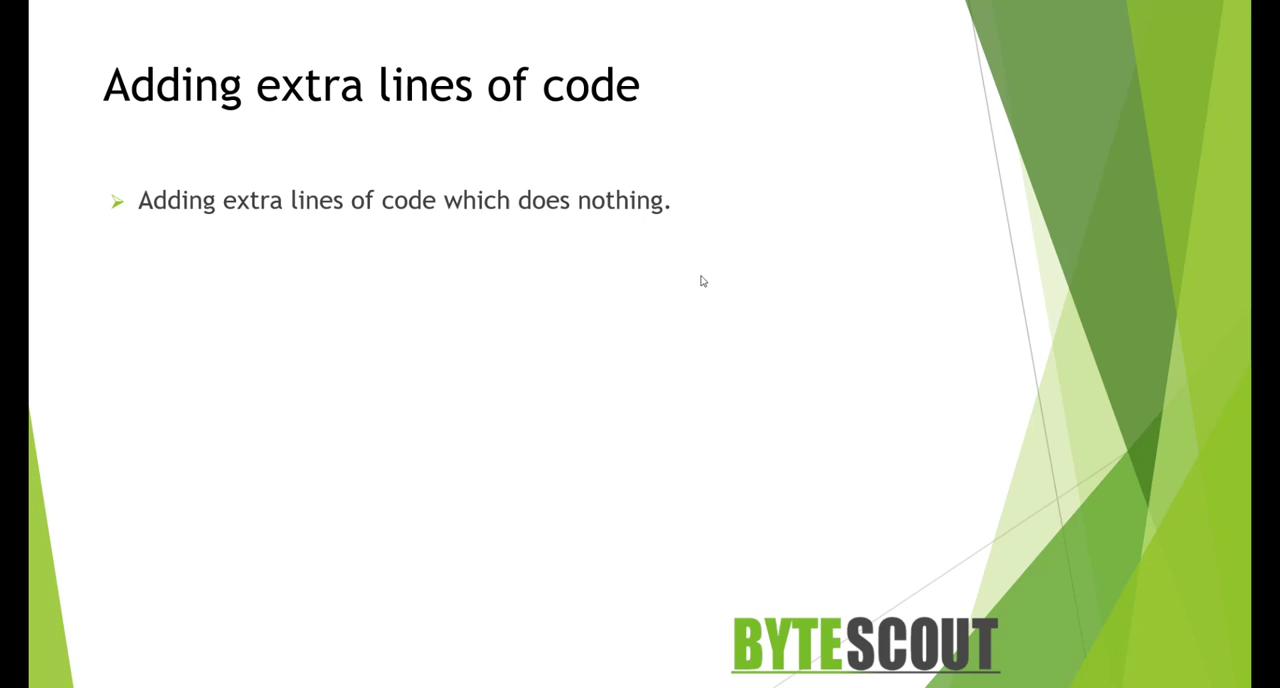 Adding extra lines of code
Adding extra lines of code which does nothing.
BYTESCOUT